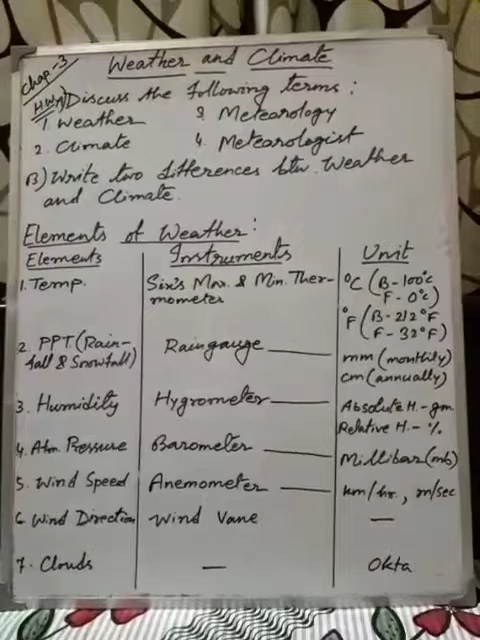 Chap-3
Weather and Climate
H.W A) Discuss the following terms:
1. Weather 3. Meteorology
2. Climate 4. Meteorologist
B) Write two differences btw. Weather
and Climate.
Elements of Weather:
Elements Instruments Unit
1. Temp. Six's Max. & Min. Ther- °C (B-100°C
mometer F-0°C)
°F (B-212°F
F-32°F)
2. PPT (Rain- Raingauge mm (monthly)
fall & Snowfall) cm (annually)
3. Humidity Hygrometer Absolute H.-gm
Relative H.-%
4. Atm. Pressure Barometer Millibar (mb)
5. Wind Speed Anemometer km/hr., m/sec
6. Wind Direction Wind Vane —
7. Clouds — Okta